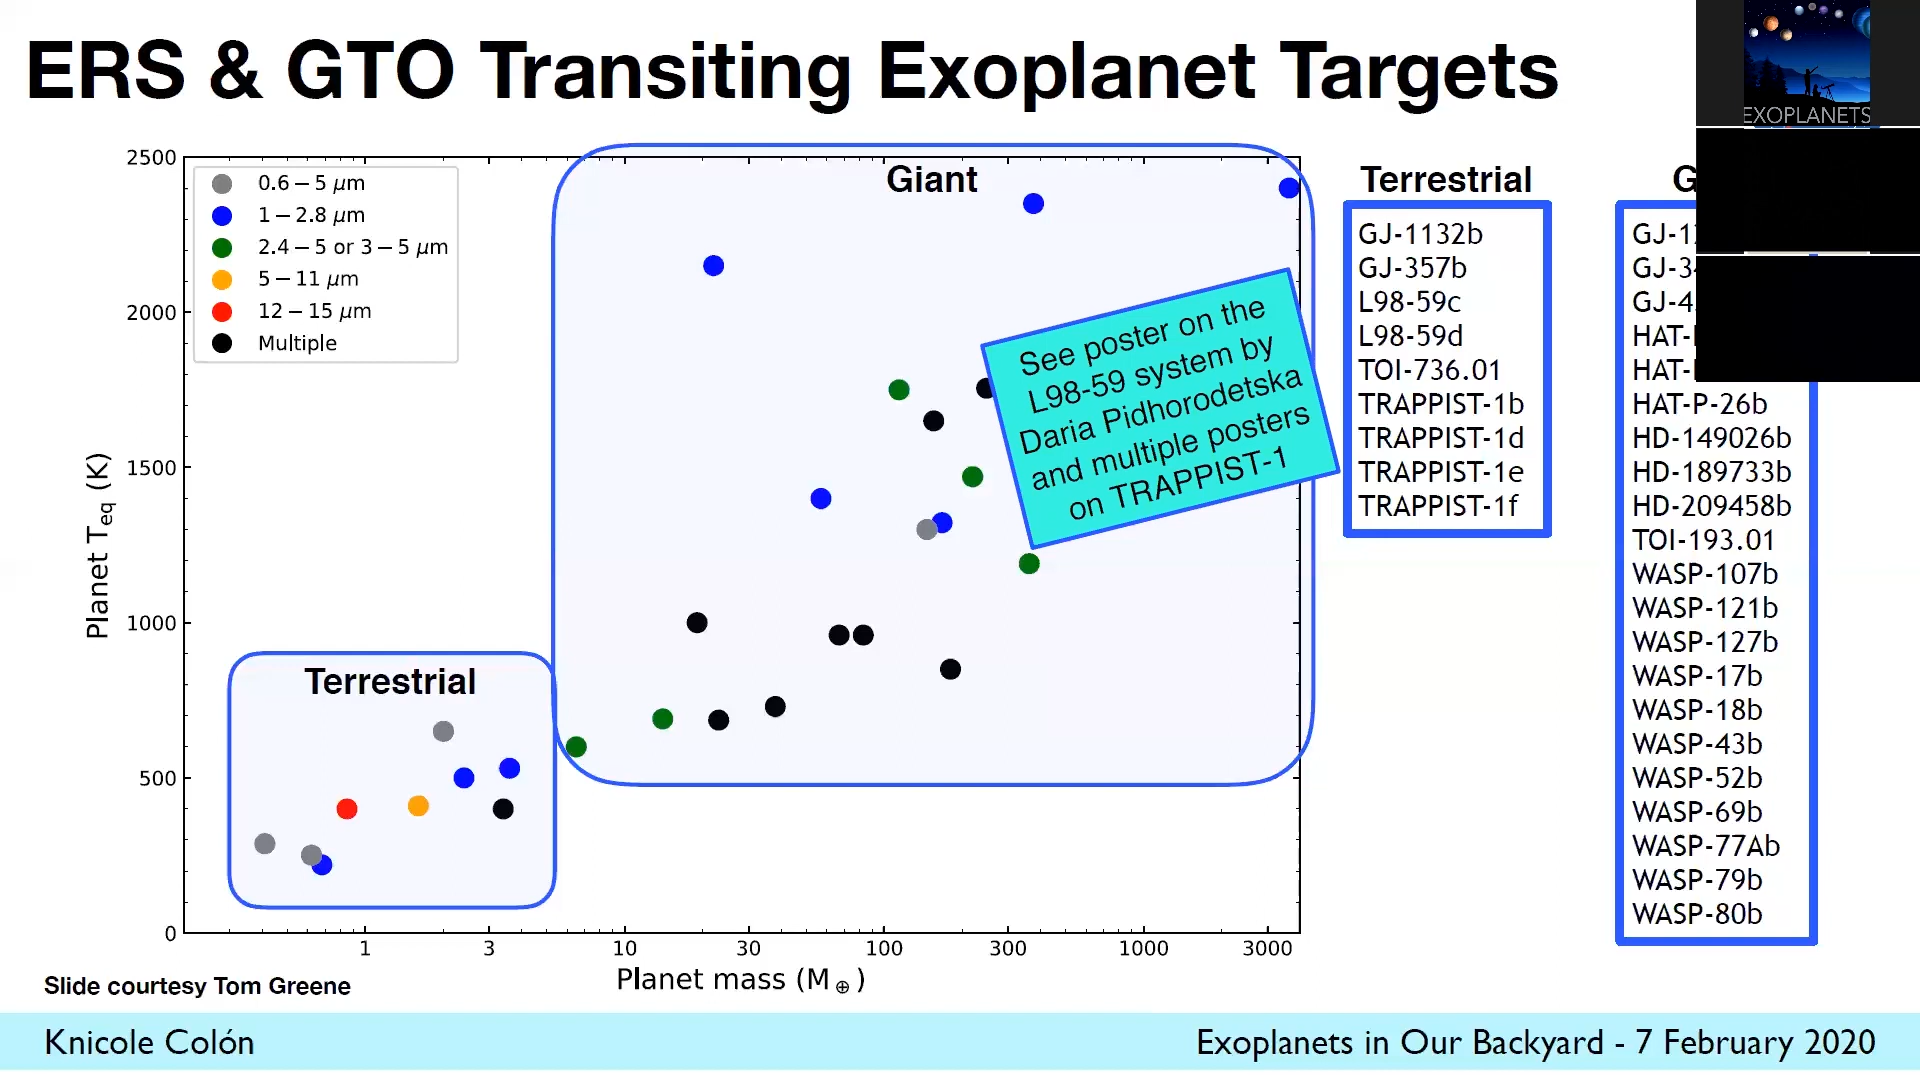 ERS & GTO Transiting Exoplanet Targets
EXOPLANETS
2500
2000
1500
1000
500
0
Planet T eq (K)
0.6 – 5 μm
1 – 2.8 μm
2.4 – 5 or 3 – 5 μm
5 – 11 μm
12 – 15 μm
Multiple
Giant
See poster on the
L98-59 system by
Daria Pidhorodetska
and multiple posters
on TRAPPIST-1
Terrestrial
1
3
10
30
100
300
1000
3000
Planet mass (M⊕)
Terrestrial
GJ-1132b
GJ-357b
L98-59c
L98-59d
TOI-736.01
TRAPPIST-1b
TRAPPIST-1d
TRAPPIST-1e
TRAPPIST-1f
HAT-P-26b
HD-149026b
HD-189733b
HD-209458b
TOI-193.01
WASP-107b
WASP-121b
WASP-127b
WASP-17b
WASP-18b
WASP-43b
WASP-52b
WASP-69b
WASP-77Ab
WASP-79b
WASP-80b
Slide courtesy Tom Greene
Knicole Colón
Exoplanets in Our Backyard - 7 February 2020